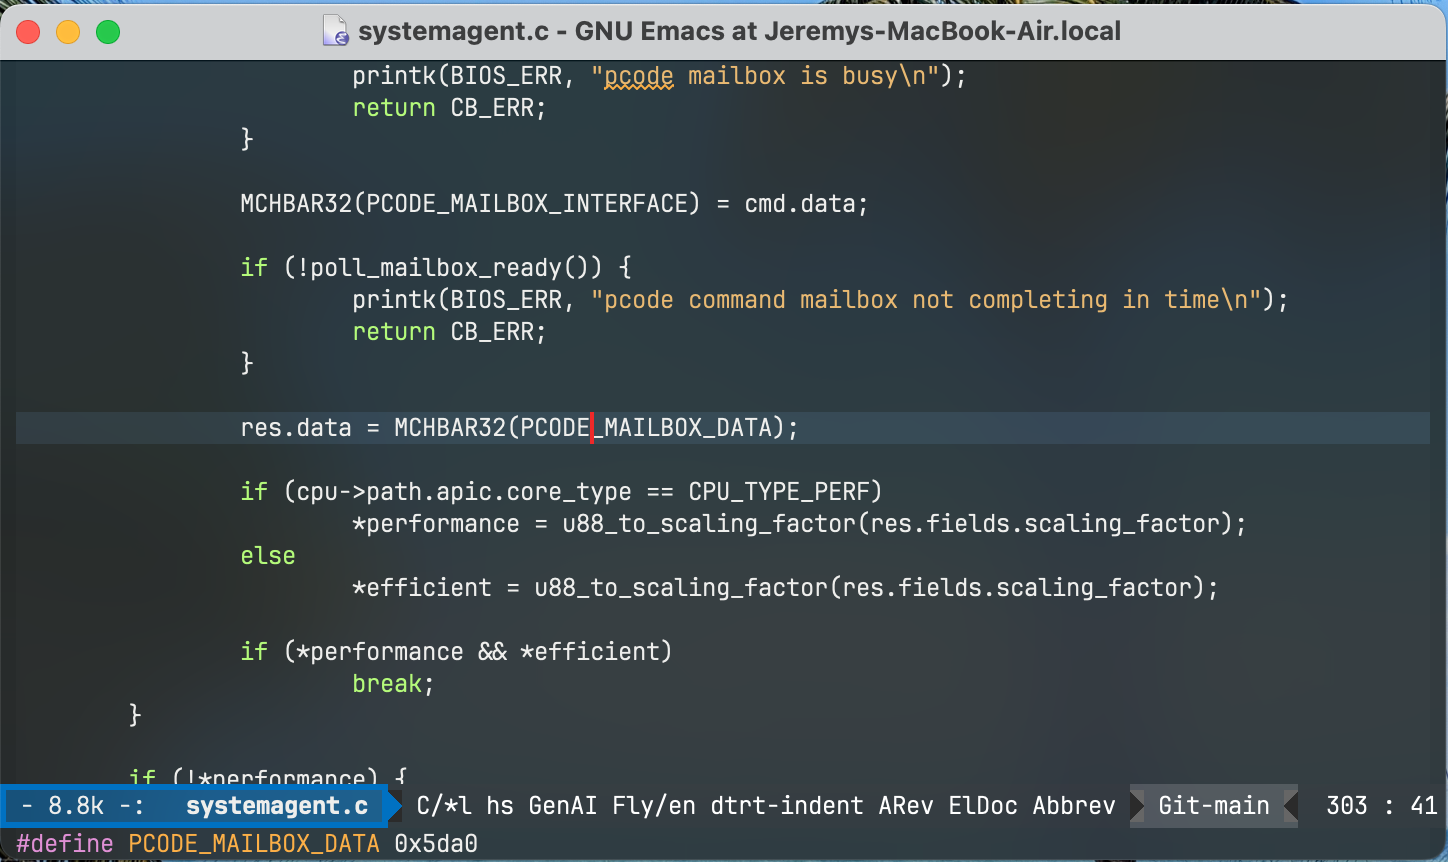 systemagent.c - GNU Emacs at Jeremys-MacBook-Air.local
printk(BIOS_ERR, "pcode mailbox is busy\n");
return CB_ERR;
}
MCHBAR32(PCODE_MAILBOX_INTERFACE) = cmd.data;
if (!poll_mailbox_ready()) {
printk(BIOS_ERR, "pcode command mailbox not completing in time\n");
return CB_ERR;
}
res.data = MCHBAR32(PCODE_MAILBOX_DATA);
if (cpu->path.apic.core_type == CPU_TYPE_PERF)
*performance = u88_to_scaling_factor(res.fields.scaling_factor);
else
*efficient = u88_to_scaling_factor(res.fields.scaling_factor);
if (*performance && *efficient)
break;
}
if (!*performance) {
- 8.8k -: systemagent.c C/*l hs GenAI Fly/en dtrt-indent ARev ElDoc Abbrev Git-main 303 : 41
#define PCODE_MAILBOX_DATA 0x5da0